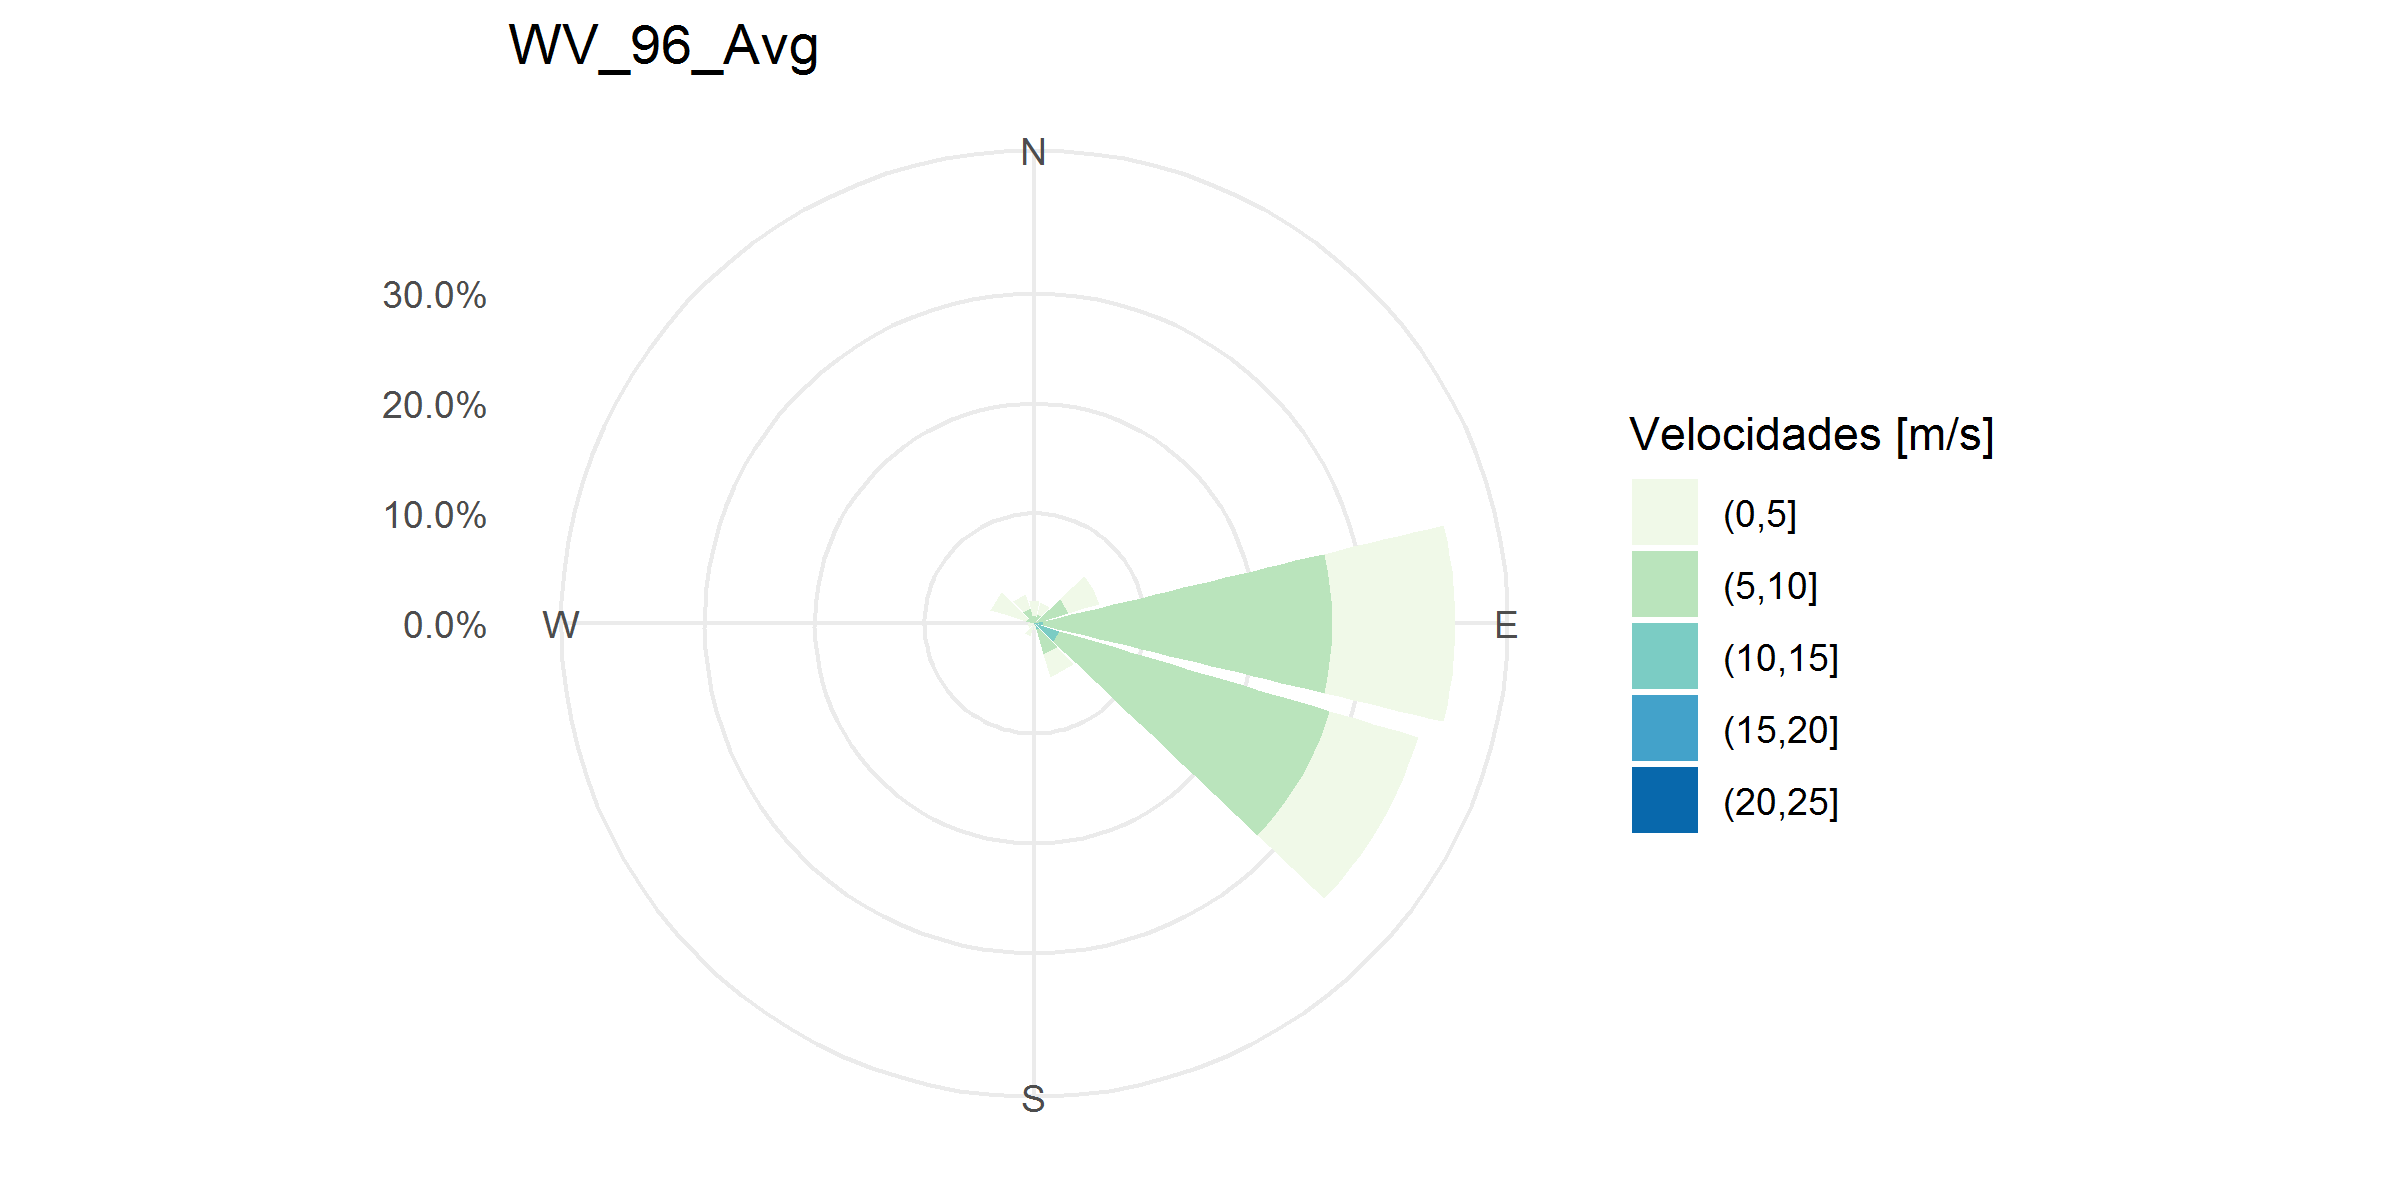 WV_96_Avg
N
30.0%
20.0%
10.0%
0.0%
W
E
S
Velocidades [m/s]
(0,5]
(5,10]
(10,15]
(15,20]
(20,25]